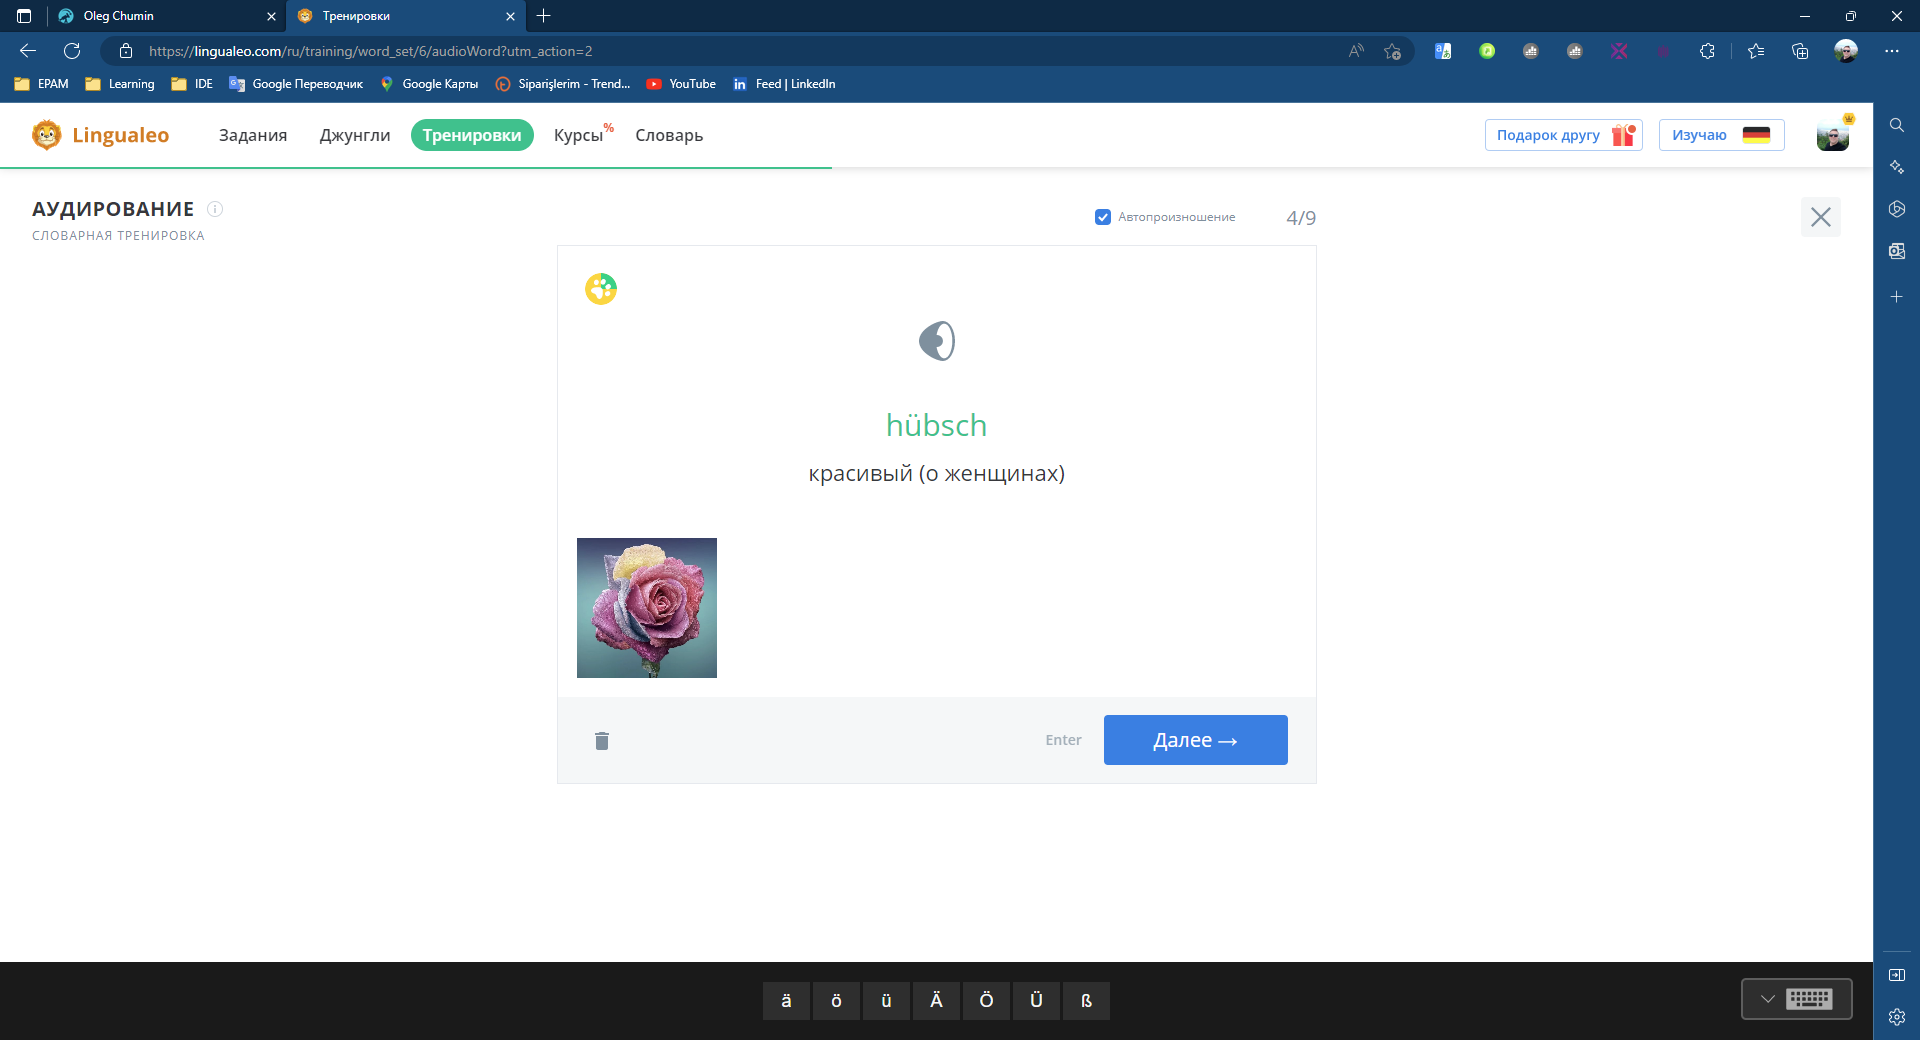 Oleg Chumin
Тренировки
https://lingualeo.com/ru/training/word_set/6/audioWord?utm_action=2
EPAM
Learning
IDE
Google Переводчик
Google Карты
Siparişlerim - Trend...
YouTube
Feed | LinkedIn
Lingualeo
Задания
Джунгли
Тренировки
Курсы%
Словарь
Подарок другу
Изучаю
АУДИРОВАНИЕ
СЛОВАРНАЯ ТРЕНИРОВКА
Автопроизношение
4/9
hübsch
красивый (о женщинах)
Enter
Далее →
ä ö ü Ä Ö Ü ß